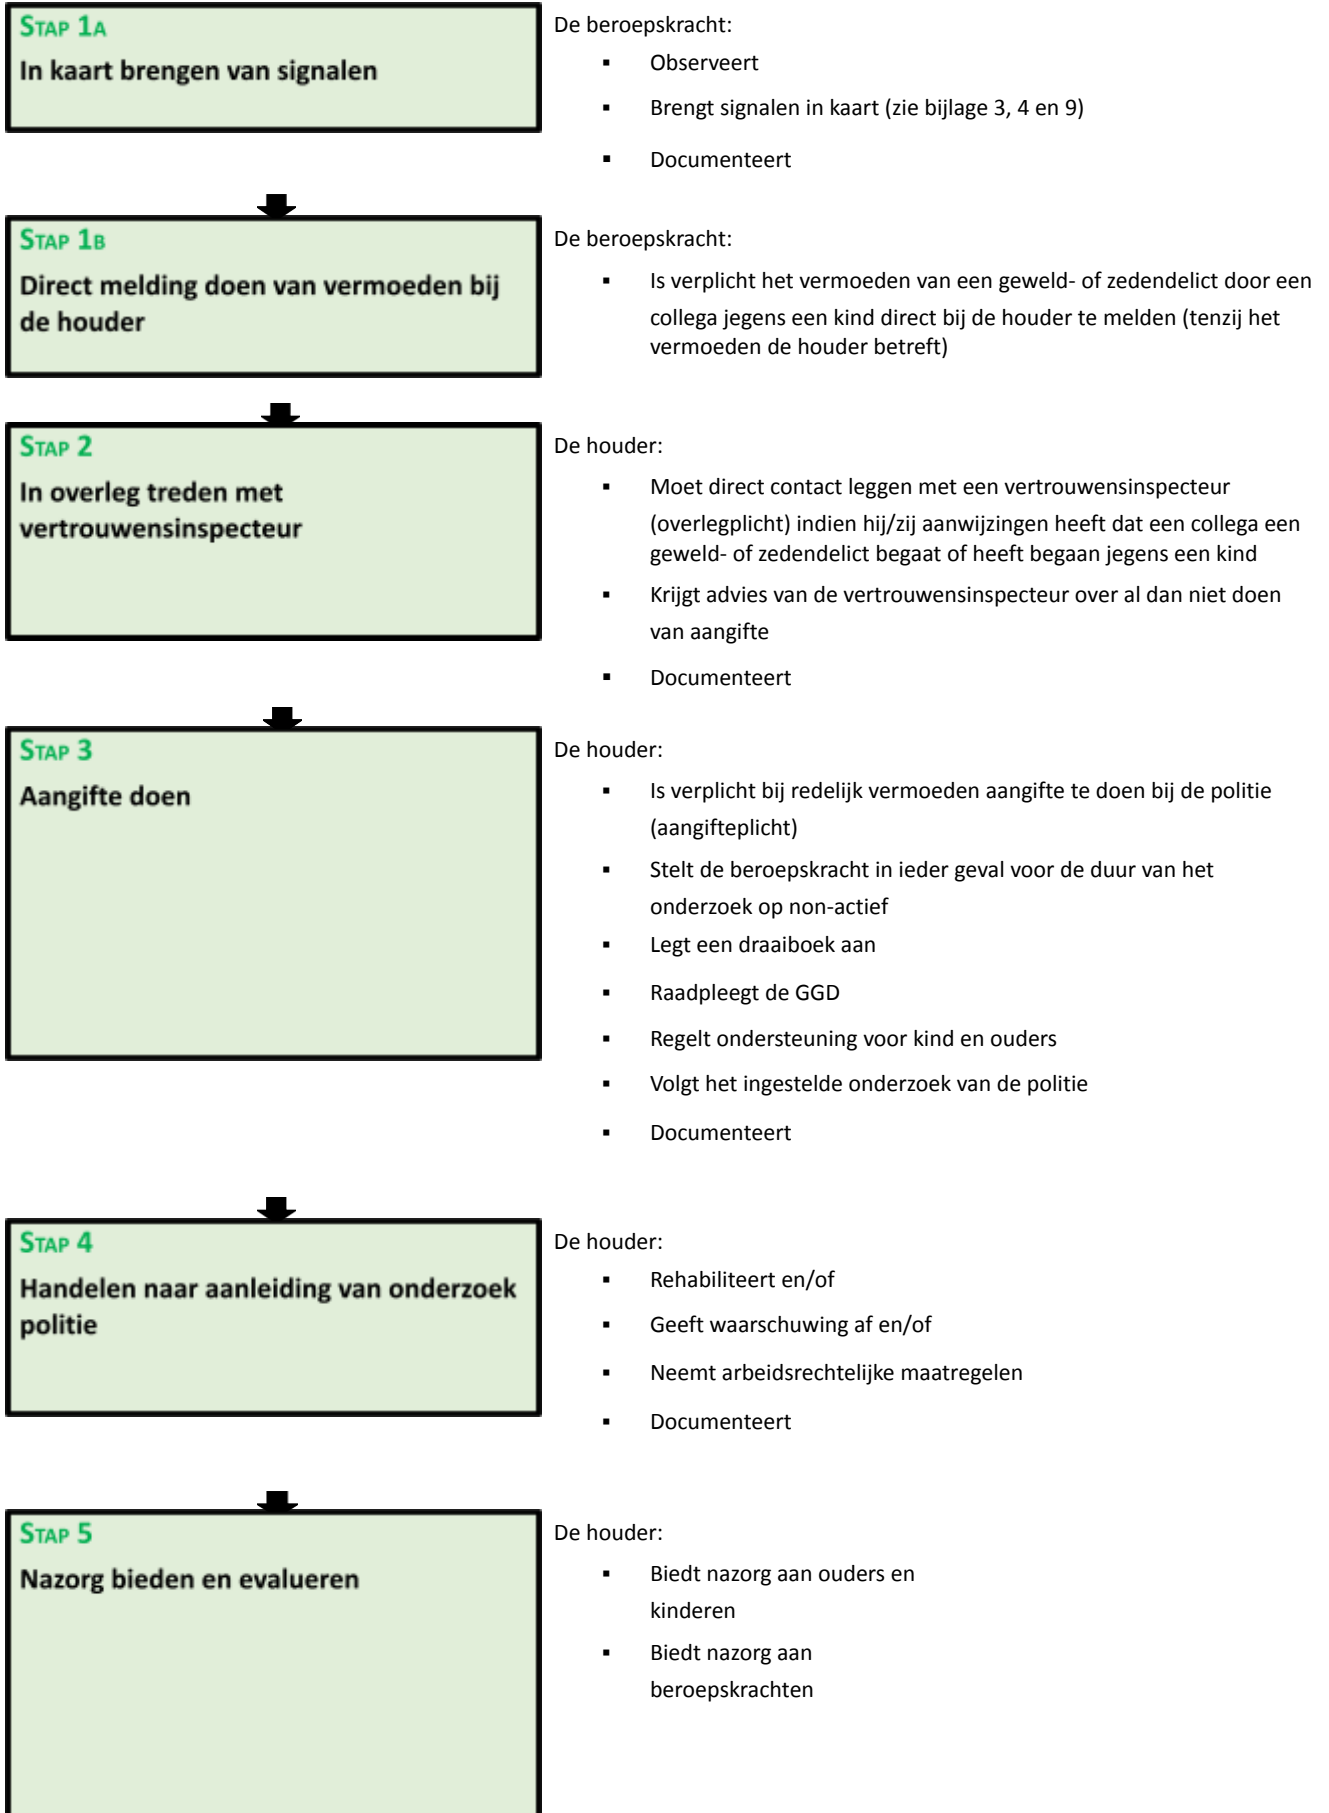 STAP 1A
In kaart brengen van signalen
De beroepskracht:
▪ Observeert
▪ Brengt signalen in kaart (zie bijlage 3, 4 en 9)
▪ Documenteert
STAP 1B
Direct melding doen van vermoeden bij
de houder
De beroepskracht:
▪ Is verplicht het vermoeden van een geweld- of zedendelict door een
collega jegens een kind direct bij de houder te melden (tenzij het
vermoeden de houder betreft)
STAP 2
In overleg treden met
vertrouwensinspecteur
De houder:
▪ Moet direct contact leggen met een vertrouwensinspecteur
(overlegplicht) indien hij/zij aanwijzingen heeft dat een collega een
geweld- of zedendelict begaat of heeft begaan jegens een kind
▪ Krijgt advies van de vertrouwensinspecteur over al dan niet doen
van aangifte
▪ Documenteert
STAP 3
Aangifte doen
De houder:
▪ Is verplicht bij redelijk vermoeden aangifte te doen bij de politie
(aangifteplicht)
▪ Stelt de beroepskracht in ieder geval voor de duur van het
onderzoek op non-actief
▪ Legt een draaiboek aan
▪ Raadpleegt de GGD
▪ Regelt ondersteuning voor kind en ouders
▪ Volgt het ingestelde onderzoek van de politie
▪ Documenteert
STAP 4
Handelen naar aanleiding van onderzoek
politie
De houder:
▪ Rehabiliteert en/of
▪ Geeft waarschuwing af en/of
▪ Neemt arbeidsrechtelijke maatregelen
▪ Documenteert
STAP 5
Nazorg bieden en evalueren
De houder:
▪ Biedt nazorg aan ouders en
kinderen
▪ Biedt nazorg aan
beroepskrachten